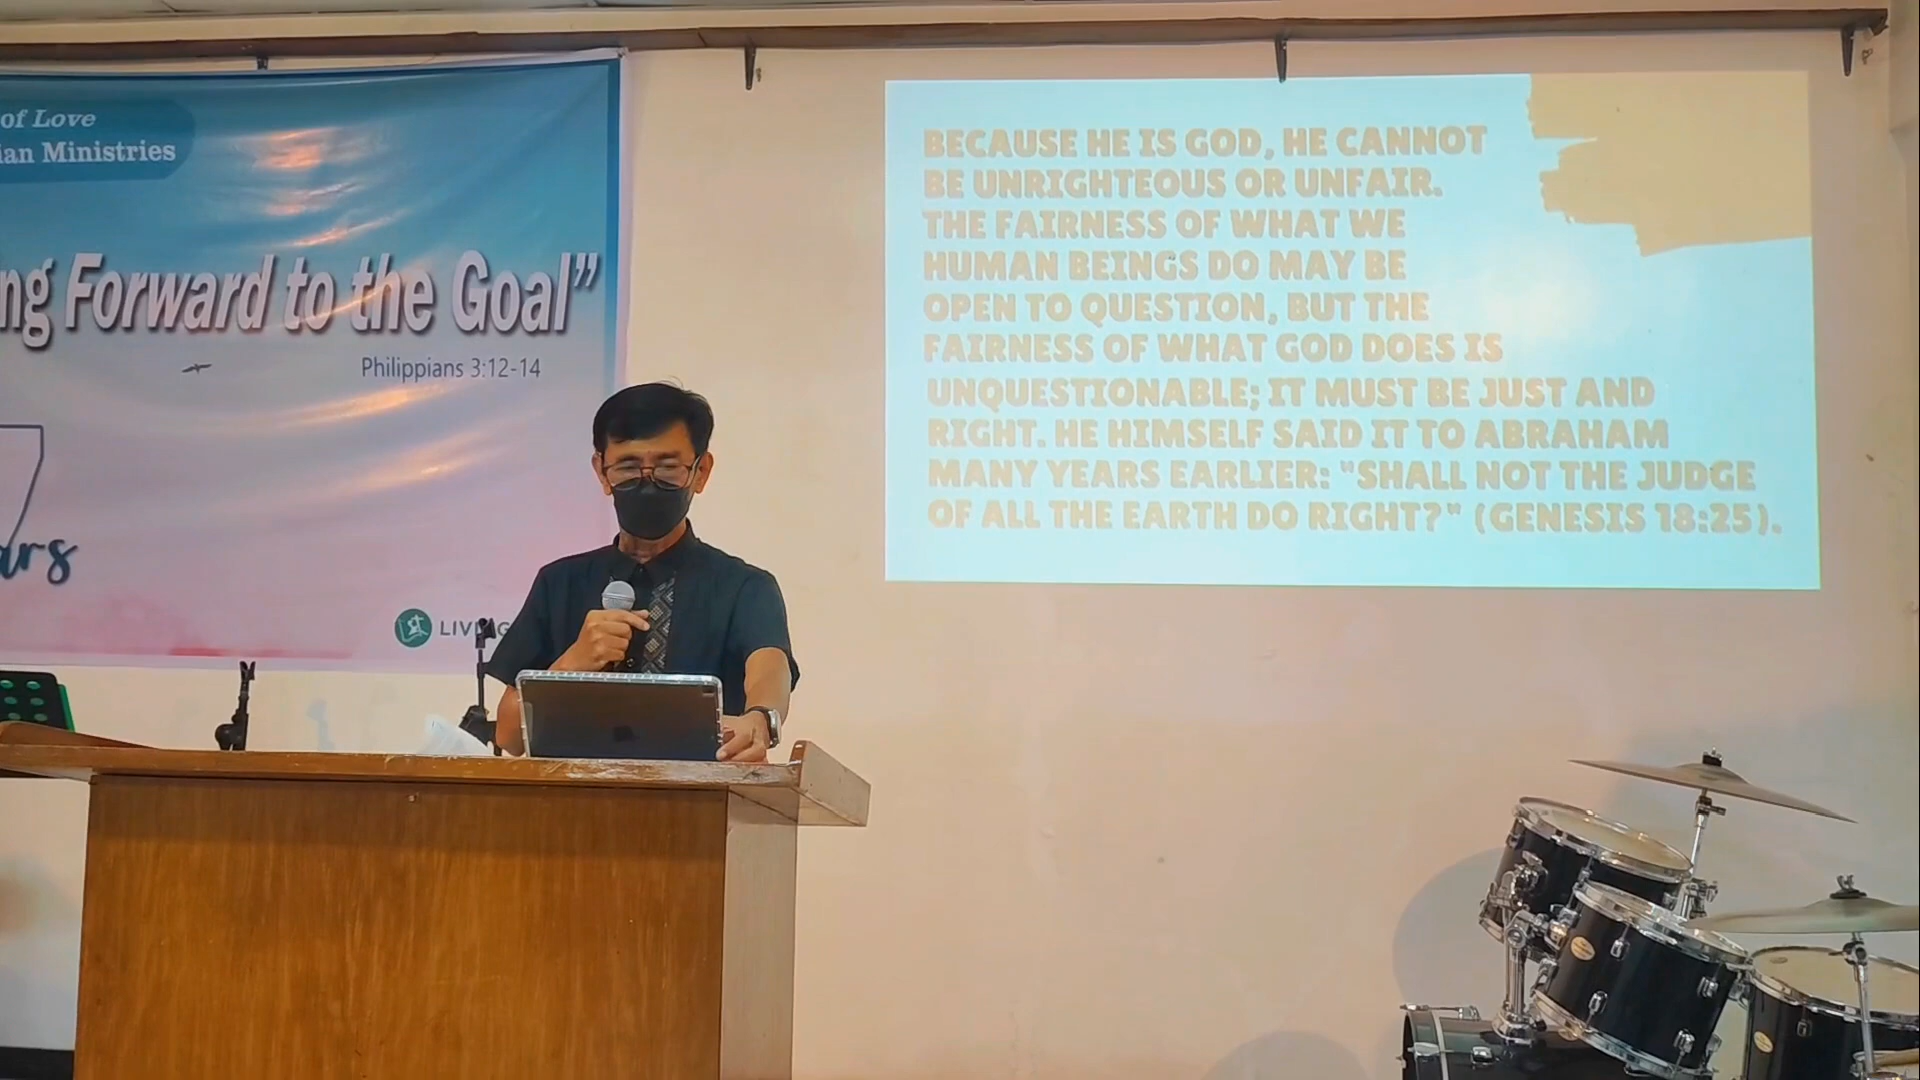 of Love
ian Ministries
ng Forward to the Goal”
Philippians 3:12-14
ars
BECAUSE HE IS GOD, HE CANNOT
BE UNRIGHTEOUS OR UNFAIR.
THE FAIRNESS OF WHAT WE
HUMAN BEINGS DO MAY BE
OPEN TO QUESTION, BUT THE
FAIRNESS OF WHAT GOD DOES IS
UNQUESTIONABLE; IT MUST BE JUST AND
RIGHT. HE HIMSELF SAID IT TO ABRAHAM
MANY YEARS EARLIER: "SHALL NOT THE JUDGE
OF ALL THE EARTH DO RIGHT?" (GENESIS 18:25).